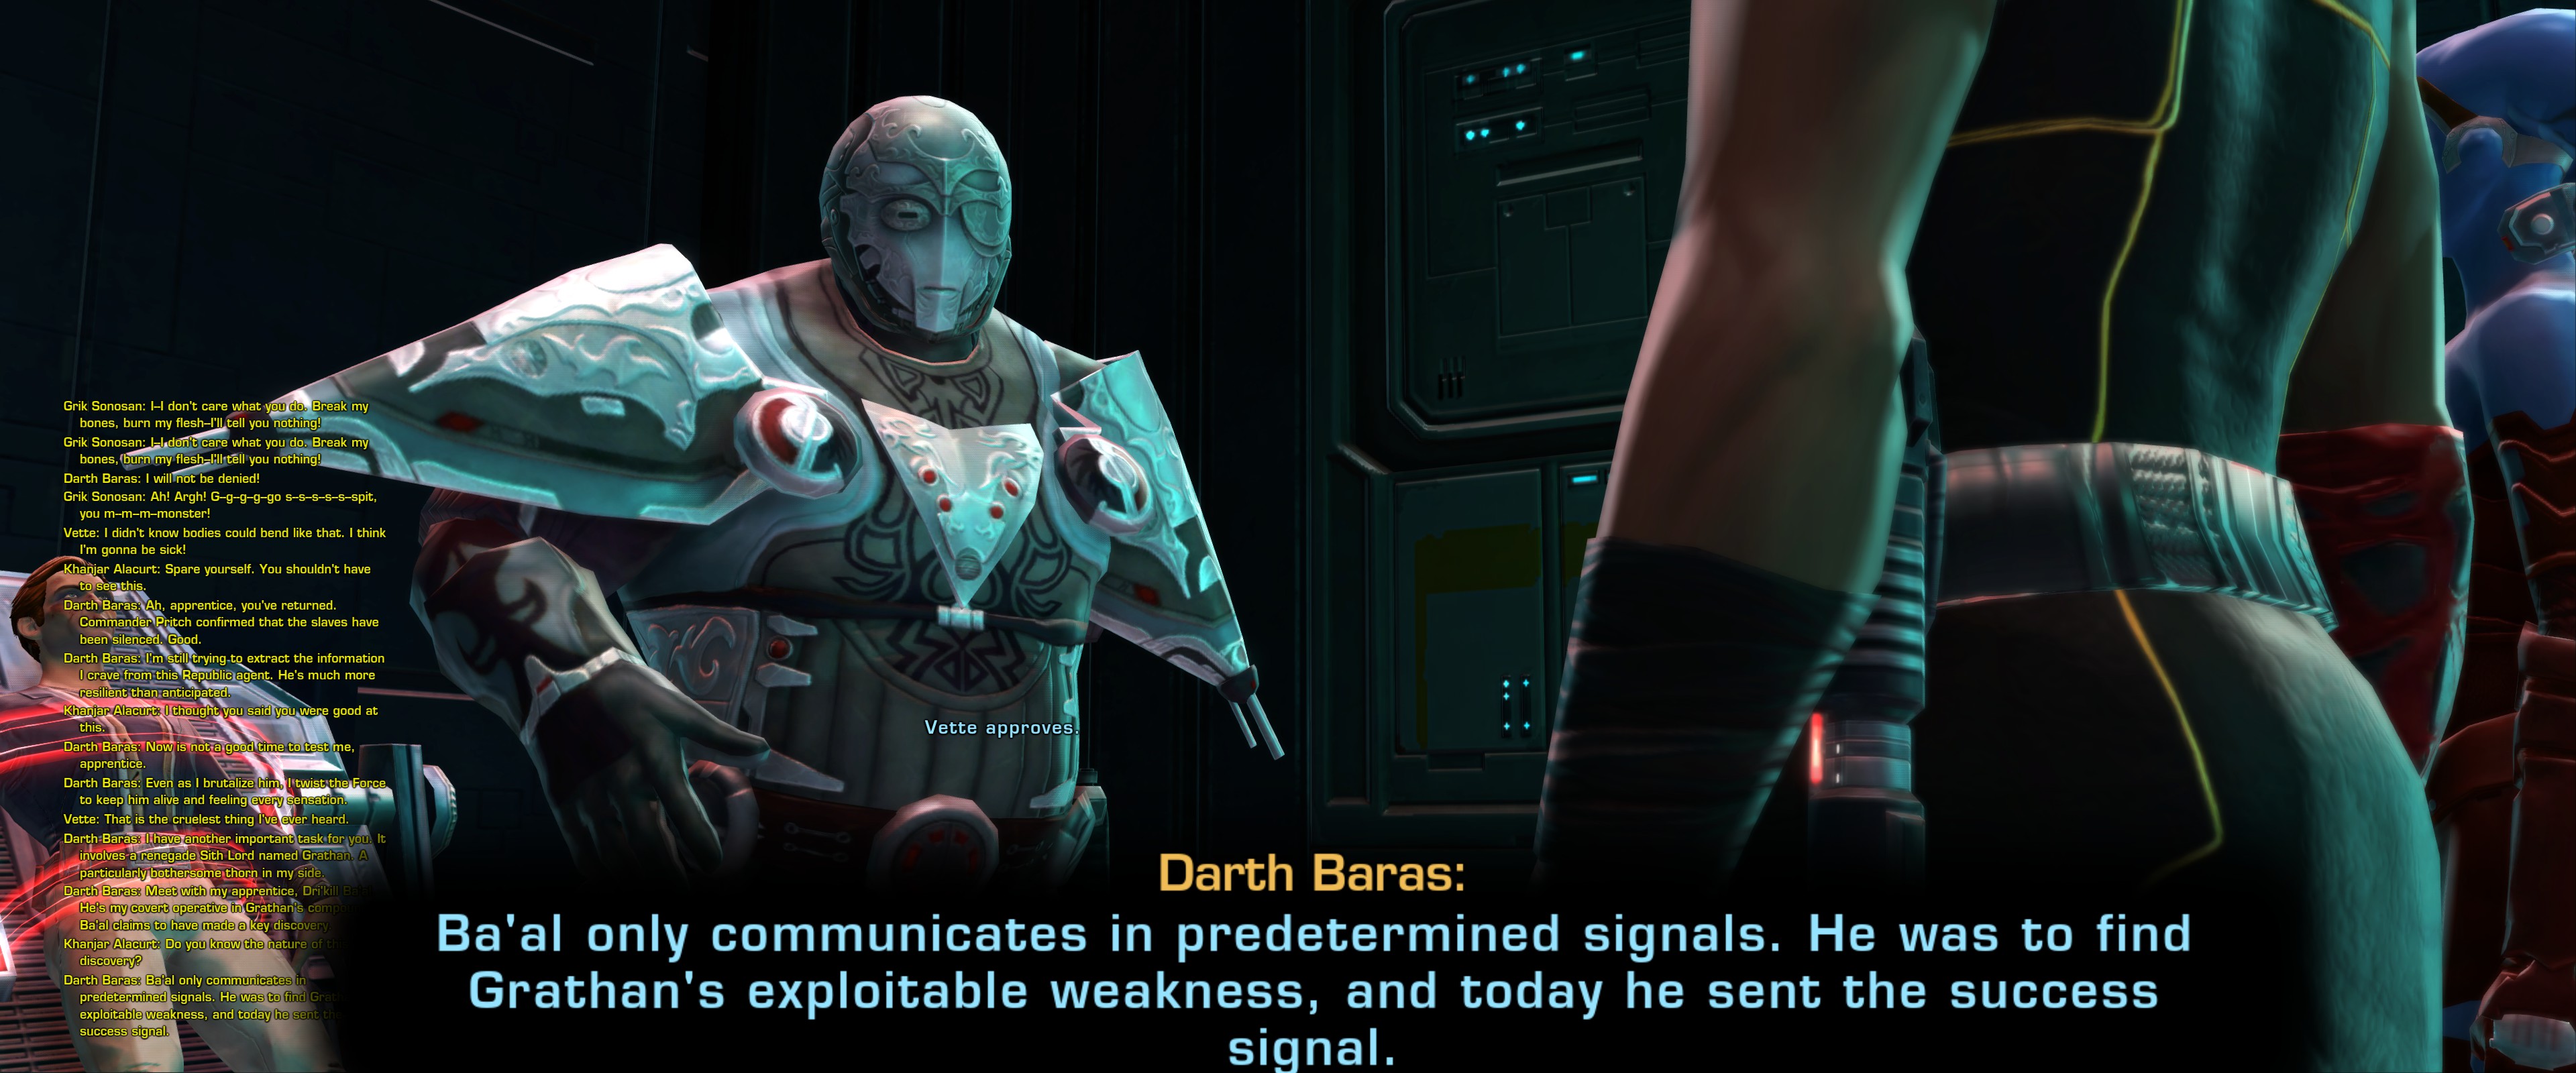 Grik Sonosan: I–I don't care what you do. Break my
bones, burn my flesh–I'll tell you nothing!
Grik Sonosan: I–I don't care what you do. Break my
bones, burn my flesh–I'll tell you nothing!
Darth Baras: I will not be denied!
Grik Sonosan: Ah! Argh! G–g–g–g–go s–s–s–s–s–spit,
you m–m–m–monster!
Vette: I didn't know bodies could bend like that. I think
I'm gonna be sick!
Khanjar Alacurt: Spare yourself. You shouldn't have
to see this.
Darth Baras: Ah, apprentice, you've returned.
Commander Pritch confirmed that the slaves have
been silenced. Good.
Darth Baras: I'm still trying to extract the information
I crave from this Republic agent. He's much more
resilient than anticipated.
Khanjar Alacurt: I thought you said you were good at
this.
Darth Baras: Now is not a good time to test me,
apprentice.
Darth Baras: Even as I brutalize him, I twist the Force
to keep him alive and feeling every sensation.
Vette: That is the cruelest thing I've ever heard.
Darth Baras: I have another important task for you. It
involves a renegade Sith Lord named Grathan. A
particularly bothersome thorn in my side.
Darth Baras: Meet with my apprentice, Dri'kill
He's my covert operative in Grathan's
Ba'al claims to have made a key discovery
Khanjar Alacurt: Do you know the nature of
discovery?
Darth Baras: Ba'al only communicates in
predetermined signals. He was to find
exploitable weakness, and today he sent the
success signal.
Vette approves.
Darth Baras:
Ba'al only communicates in predetermined signals. He was to find
Grathan's exploitable weakness, and today he sent the success
signal.